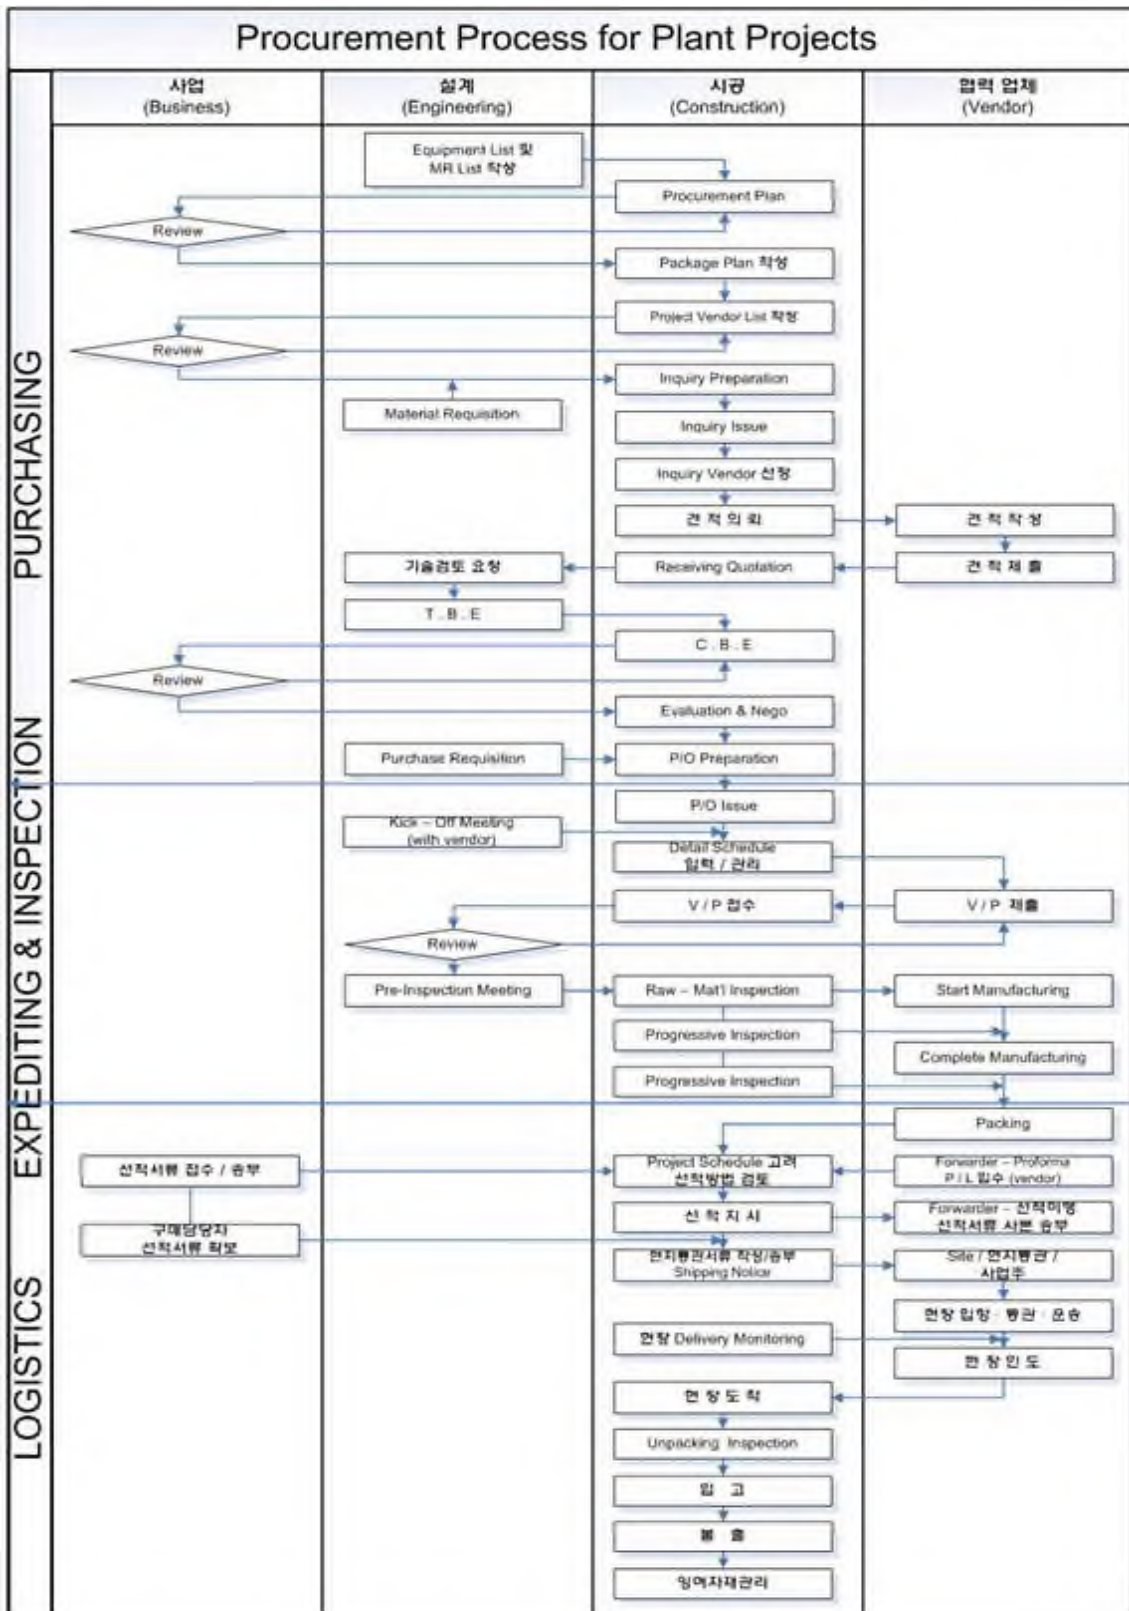 Procurement Process for Plant Projects
사업
(Business)
설계
(Engineering)
시공
(Construction)
협력 업체
(Vendor)
PURCHASING
EXPEDITING & INSPECTION
LOGISTICS
Equipment List 및
MR List 작성
Procurement Plan
Review
Package Plan 작성
Project Vendor List 작성
Review
Inquiry Preparation
Material Requisition
Inquiry Issue
Inquiry Vendor 선정
견 적 의 뢰
견 적 작 성
기술검토 요청
Receiving Quotation
견 적 제 출
T . B . E
C . B . E
Review
Evaluation & Nego
Purchase Requisition
P/O Preparation
P/O Issue
Kick – Off Meeting
(with vendor)
Detail Schedule
입력 / 관리
V / P 접수
V / P 제출
Review
Pre-Inspection Meeting
Raw – Mat'l Inspection
Start Manufacturing
Progressive Inspection
Complete Manufacturing
Progressive Inspection
Packing
선적서류 접수 / 송부
Project Schedule 고려
선적방법 검토
Forwarder – Proforma
P / L 입수 (vendor)
구매담당자
선적서류 확보
선 적 지 시
Forwarder – 선적이행
선적서류 사본 송부
현지통관서류 작성/송부
Shipping Notice
Site / 현지통관 /
사업주
현장 입항 · 통관 · 운송
현장 Delivery Monitoring
현 장 인 도
현 장 도 착
Unpacking Inspection
입 고
불 출
잉여자재관리